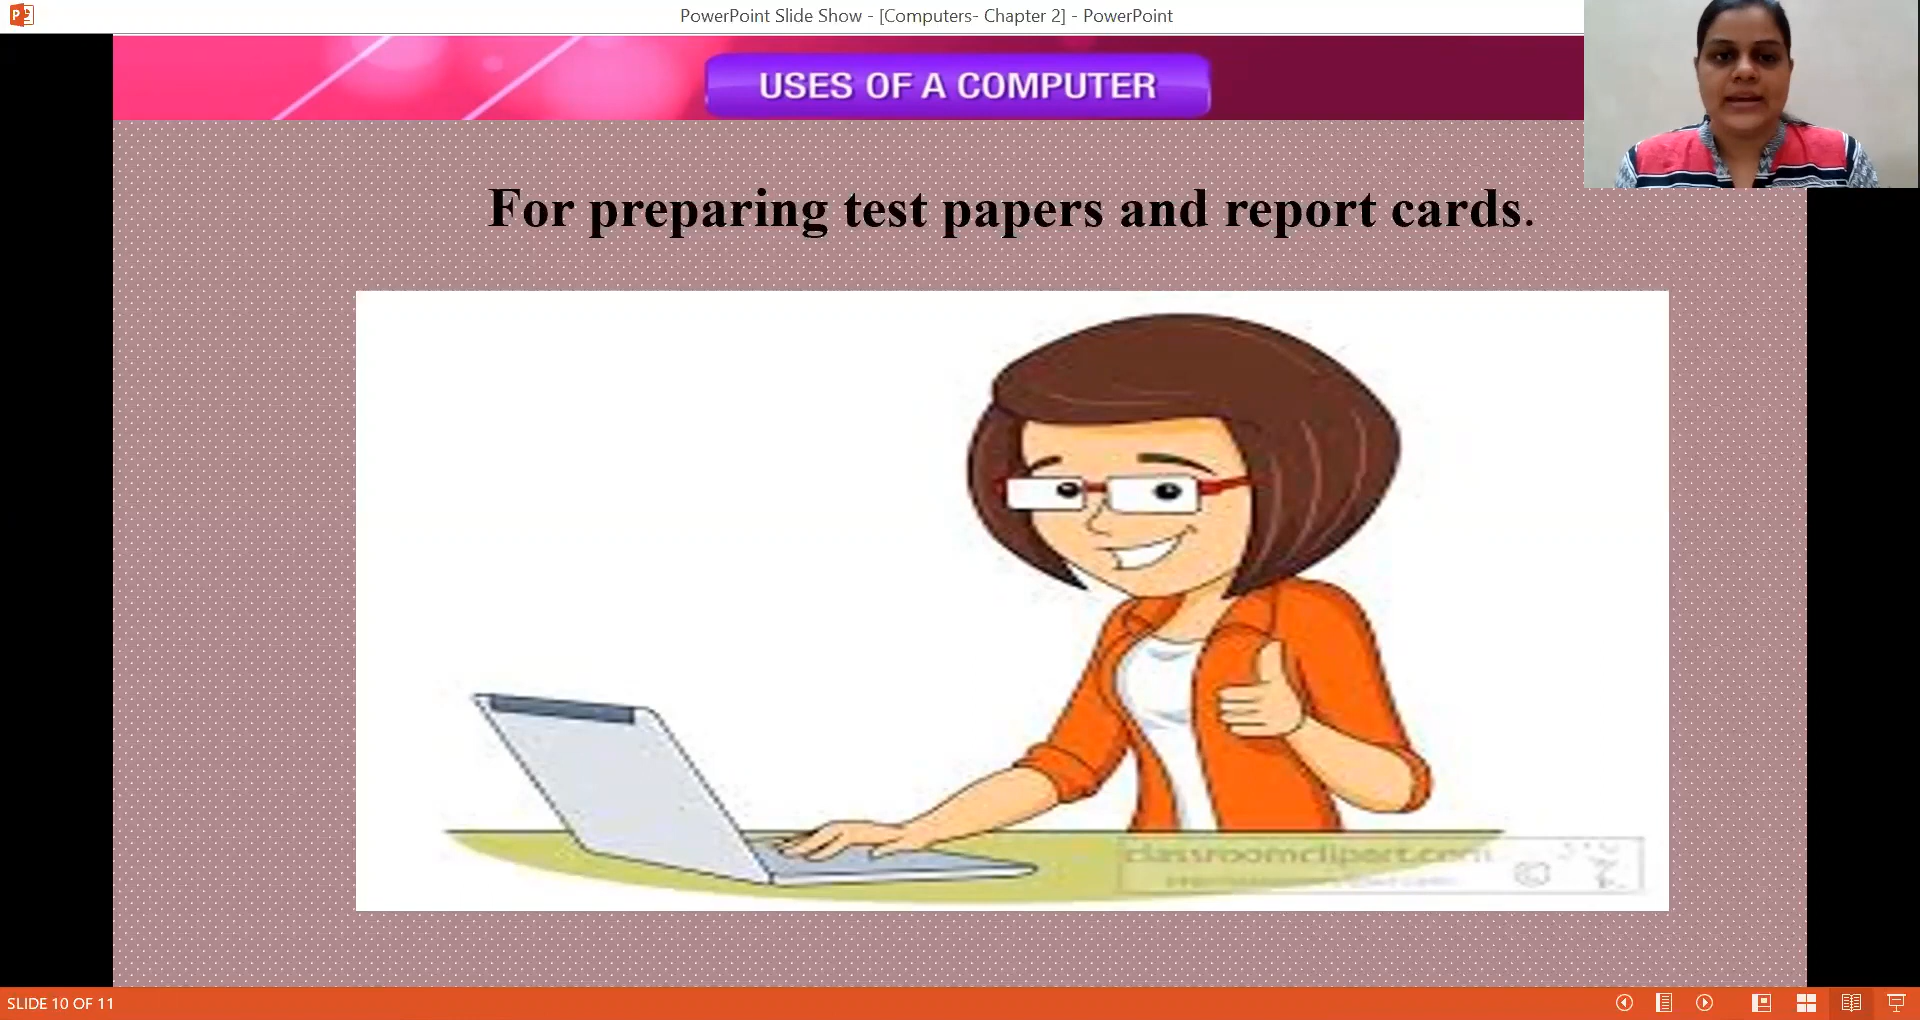 PowerPoint Slide Show - [Computers- Chapter 2] - PowerPoint
USES OF A COMPUTER
For preparing test papers and report cards.
classroomclipart.com
SLIDE 10 OF 11